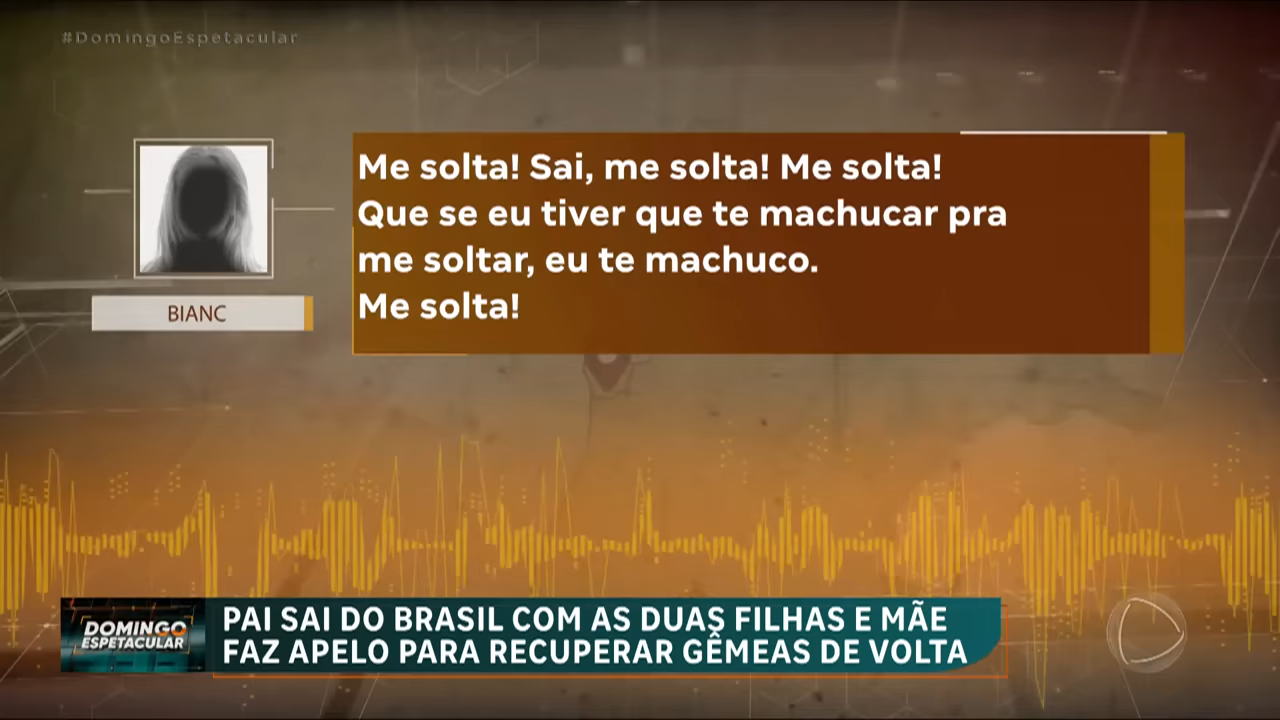 #DomingoEspetacular
Me solta! Sai, me solta! Me solta!
Que se eu tiver que te machucar pra
me soltar, eu te machuco.
Me solta!
BIANC
DOMINGO
ESPETACULAR
PAI SAI DO BRASIL COM AS DUAS FILHAS E MÃE
FAZ APELO PARA RECUPERAR GÊMEAS DE VOLTA